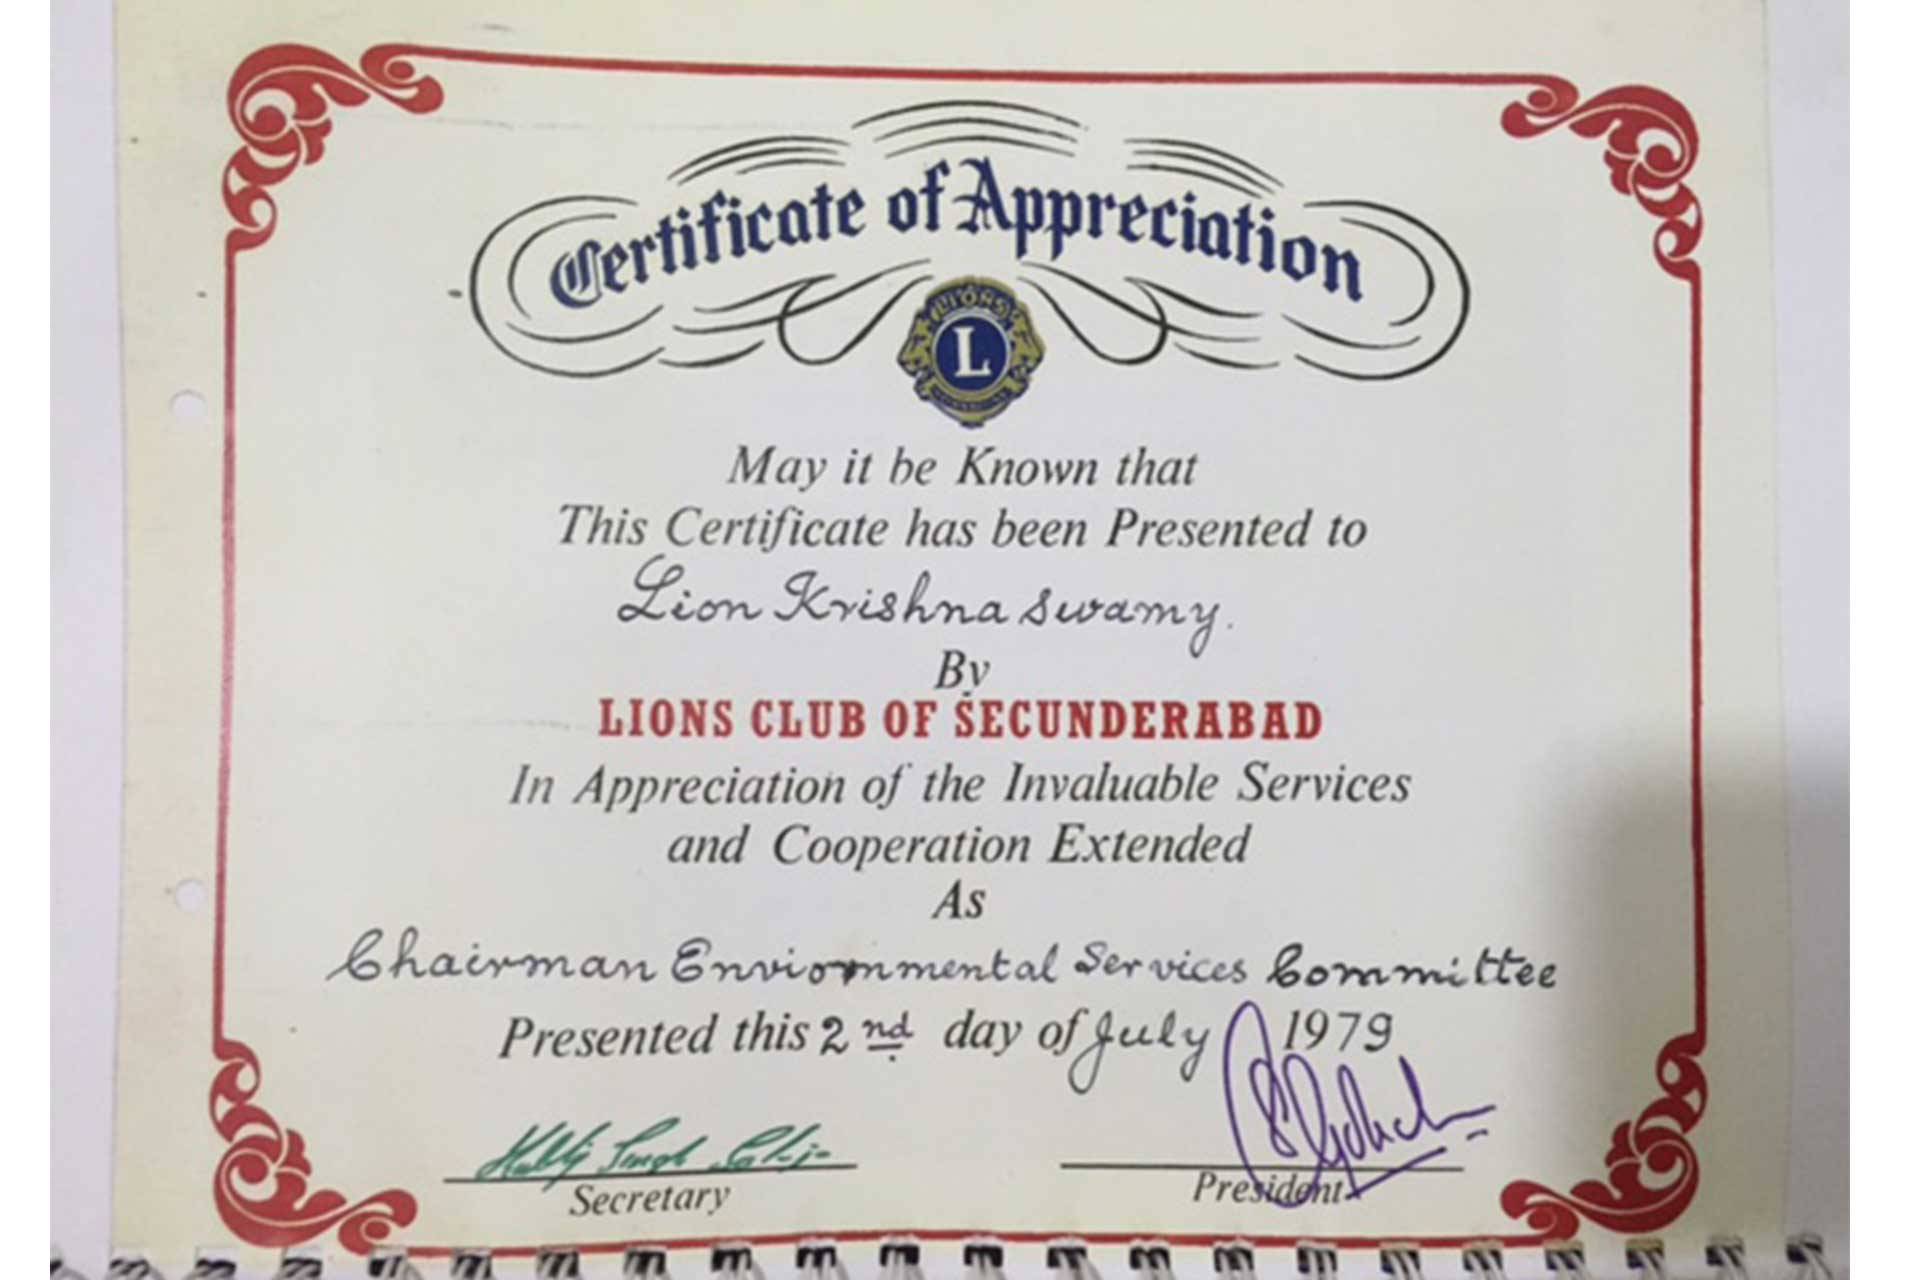 Certificate of Appreciation
LIONS
L
May it be Known that
This Certificate has been Presented to
Lion Krishna Swamy.
By
LIONS CLUB OF SECUNDERABAD
In Appreciation of the Invaluable Services
and Cooperation Extended
As
Chairman Enviornmental Services Committee
Presented this 2nd day of July 1979
Singh
Secretary
President